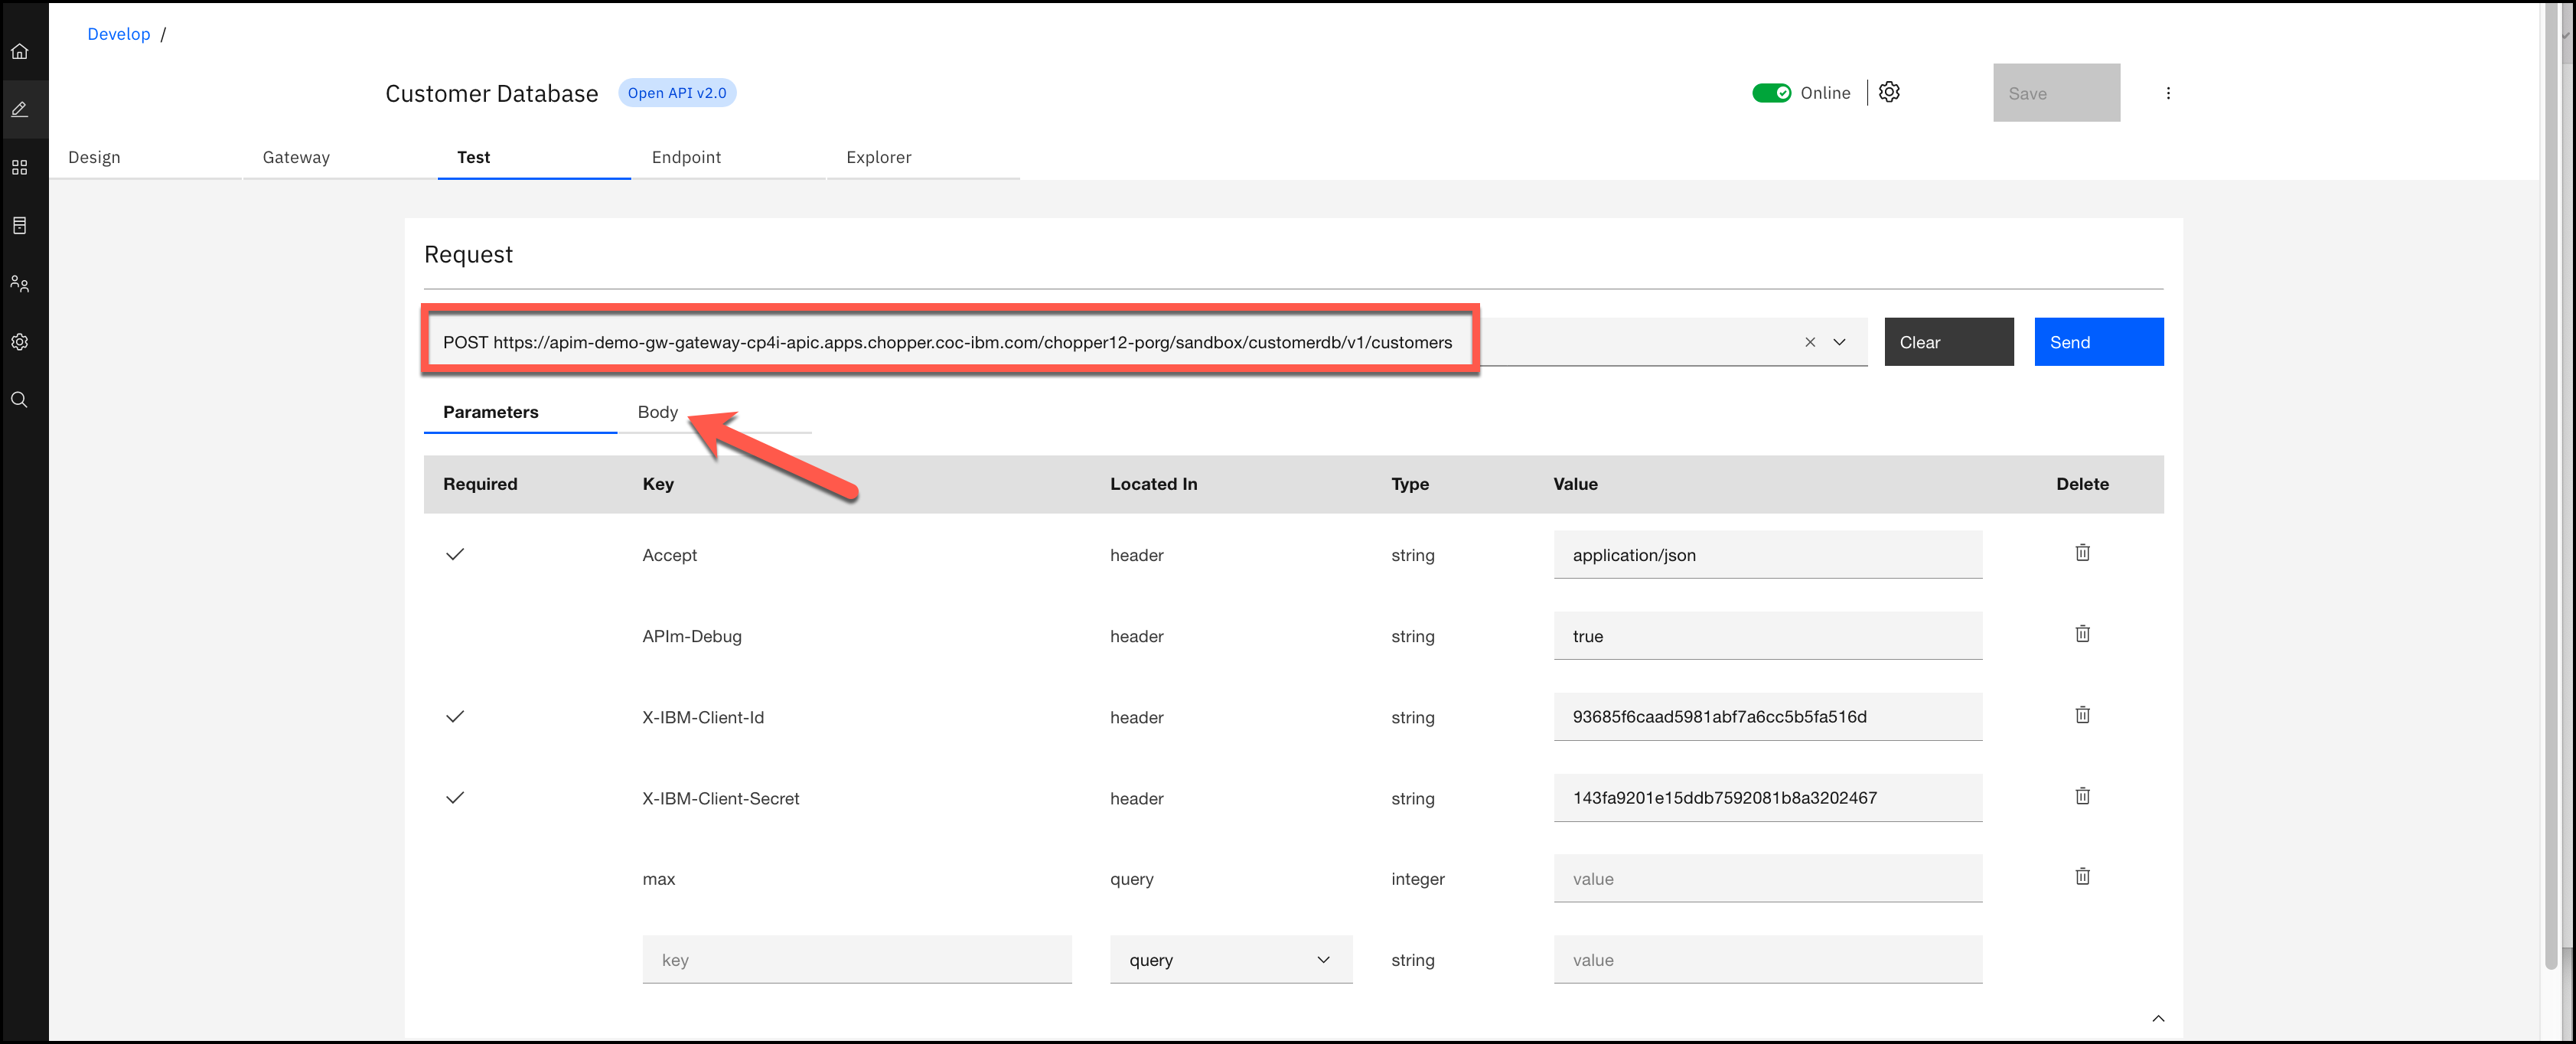 Develop /
Customer Database Open API v2.0 Online Save
Design Gateway Test Endpoint Explorer
Request
POST https://apim-demo-gw-gateway-cp4i-apic.apps.chopper.coc-ibm.com/chopper12-porg/sandbox/customerdb/v1/customers Clear Send
Parameters Body
Required Key Located In Type Value Delete
Accept header string application/json
APIm-Debug header string true
X-IBM-Client-Id header string 93685f6caad5981abf7a6cc5b5fa516d
X-IBM-Client-Secret header string 143fa9201e15ddb7592081b8a3202467
max query integer value
key query string value